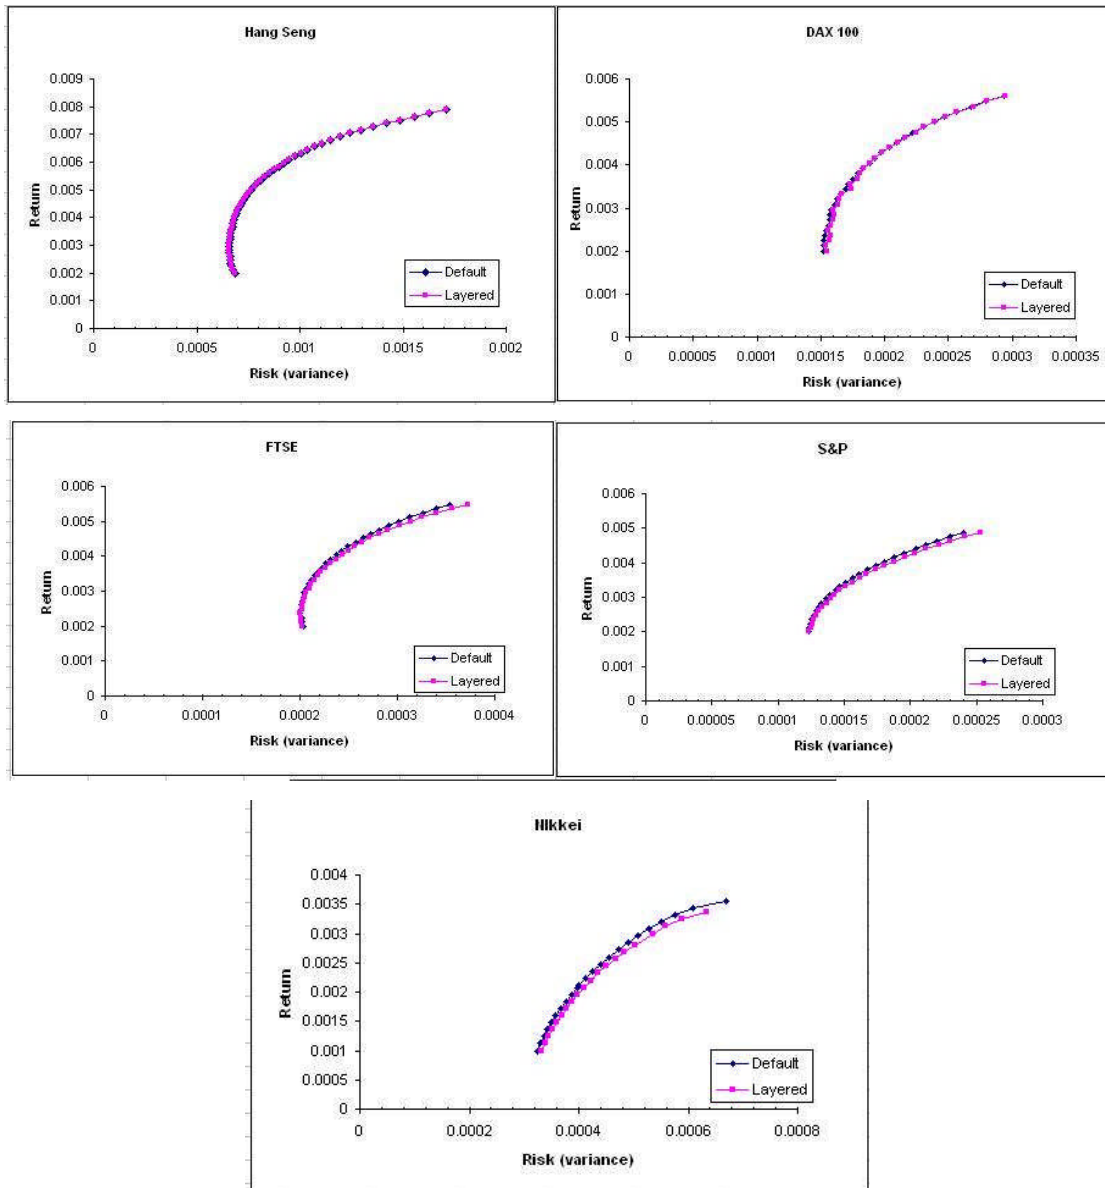 Hang Seng
Return
0.009
0.008
0.007
0.006
0.005
0.004
0.003
0.002
0.001
0
0 0.0005 0.001 0.0015 0.002
Risk (variance)
Default
Layered
DAX 100
Return
0.006
0.005
0.004
0.003
0.002
0.001
0
0 0.00005 0.0001 0.00015 0.0002 0.00025 0.0003 0.00035
Risk (variance)
Default
Layered
FTSE
Return
0.006
0.005
0.004
0.003
0.002
0.001
0
0 0.0001 0.0002 0.0003 0.0004
Risk (variance)
Default
Layered
S&P
Return
0.006
0.005
0.004
0.003
0.002
0.001
0
0 0.00005 0.0001 0.00015 0.0002 0.00025 0.0003
Risk (variance)
Default
Layered
NIkkei
Return
0.004
0.0035
0.003
0.0025
0.002
0.0015
0.001
0.0005
0
0 0.0002 0.0004 0.0006 0.0008
Risk (variance)
Default
Layered